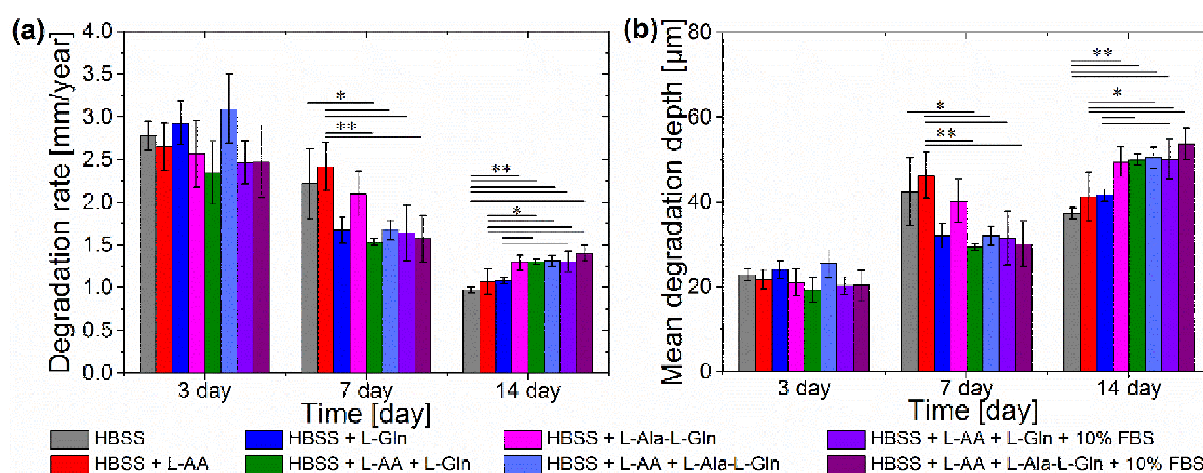 (a)
Degradation rate [mm/year]
4.0
3.5
3.0
2.5
2.0
1.5
1.0
0.5
0.0
*
**
**
*
3 day
7 day
14 day
Time [day]
(b)
Mean degradation depth [µm]
80
60
40
20
0
*
**
**
*
3 day
7 day
14 day
Time [day]
HBSS
HBSS + L-Gln
HBSS + L-Ala-L-Gln
HBSS + L-AA + L-Gln + 10% FBS
HBSS + L-AA
HBSS + L-AA + L-Gln
HBSS + L-AA + L-Ala-L-Gln
HBSS + L-AA + L-Ala-L-Gln + 10% FBS